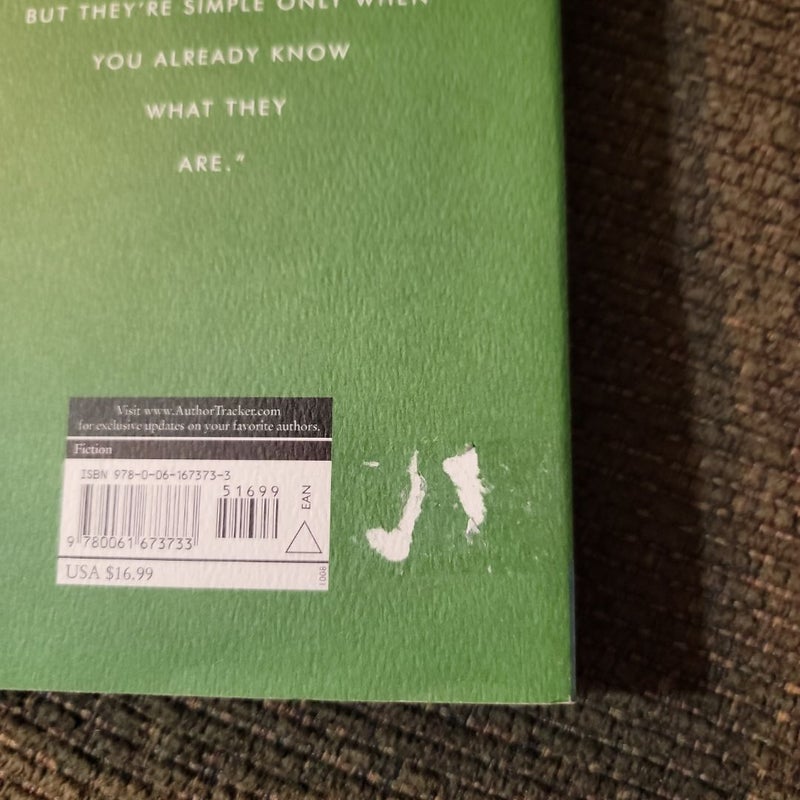 BUT THEY'RE SIMPLE ONLY WHEN
YOU ALREADY KNOW
WHAT THEY
ARE."
Visit www.AuthorTracker.com
for exclusive updates on your favorite authors.
Fiction
ISBN 978-0-06-167373-3
51699
EAN
9 780061 673733
USA $16.99
1008